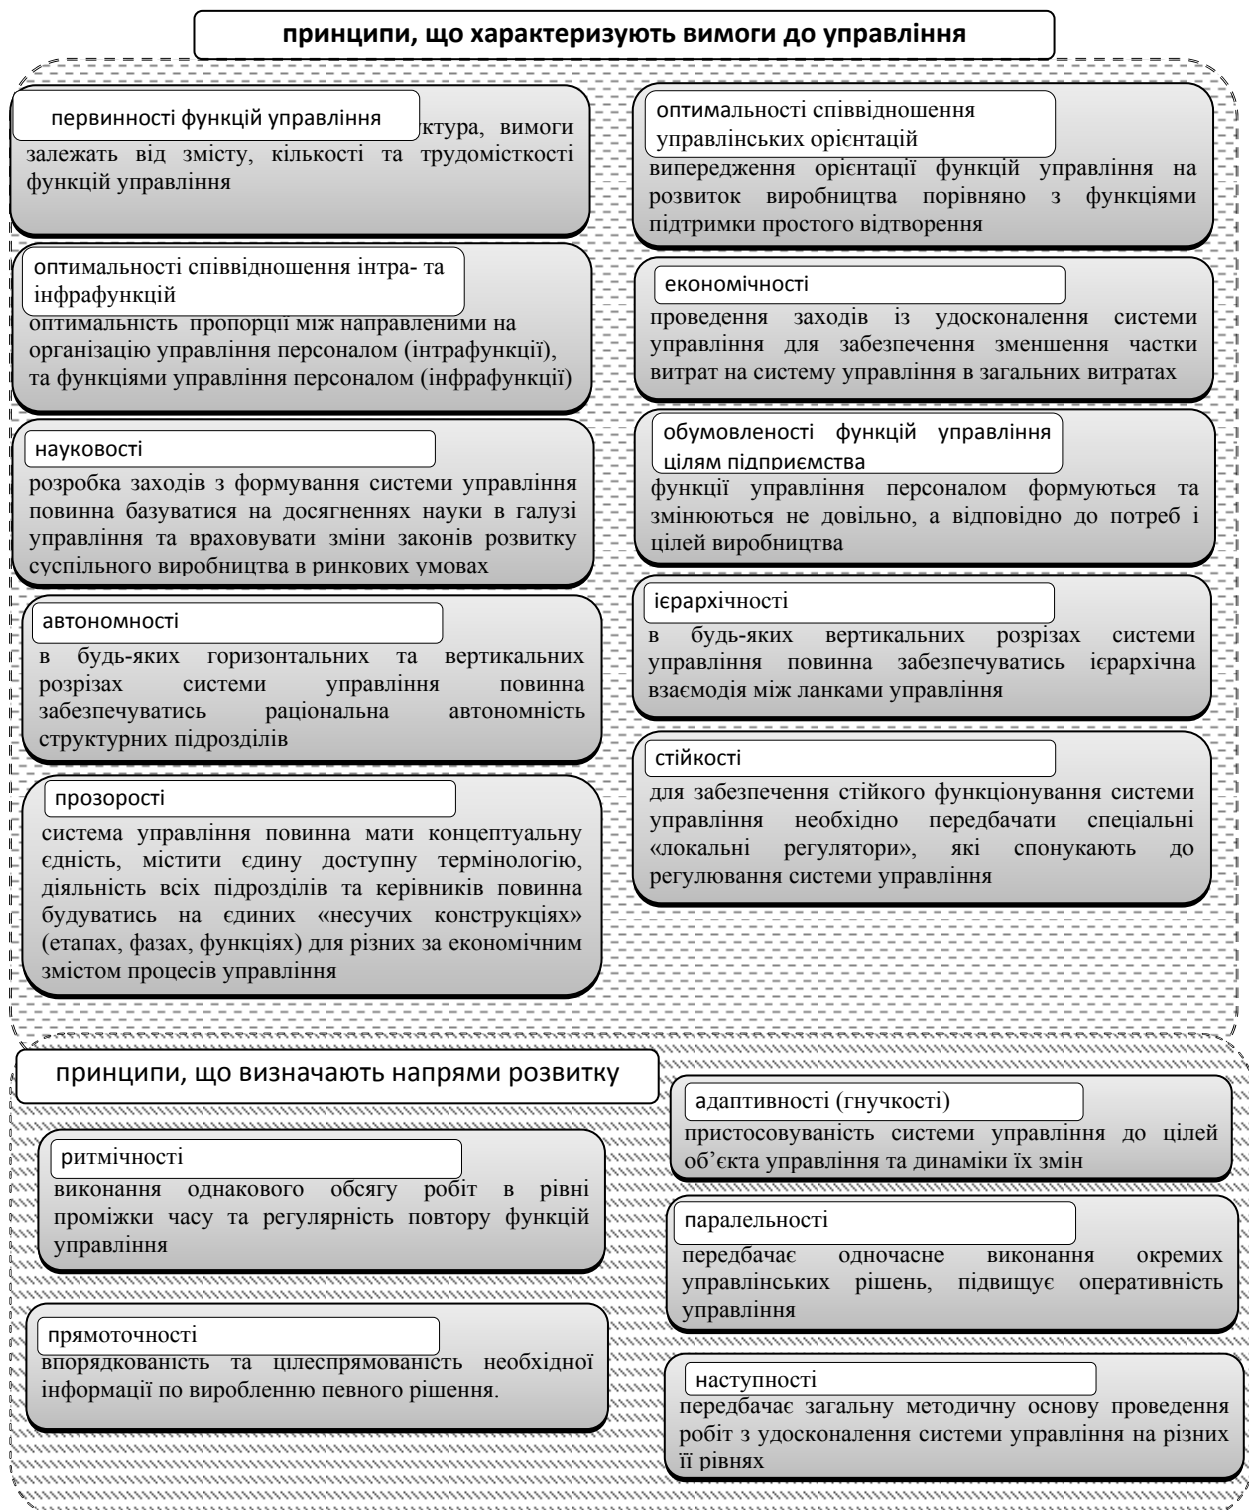 принципи, що характеризують вимоги до управління
первинності функцій управління
ктура, вимоги
залежать від змісту, кількості та трудомісткості
функцій управління
оптимальності співвідношення
управлінських орієнтацій
випередження орієнтації функцій управління на
розвиток виробництва порівняно з функціями
підтримки простого відтворення
оптимальності співвідношення інтра- та
інфрафункцій
оптимальність пропорції між направленими на
організацію управління персоналом (інтрафункції),
та функціями управління персоналом (інфрафункції)
економічності
проведення заходів із удосконалення системи
управління для забезпечення зменшення частки
витрат на систему управління в загальних витратах
науковості
розробка заходів з формування системи управління
повинна базуватися на досягненнях науки в галузі
управління та враховувати зміни законів розвитку
суспільного виробництва в ринкових умовах
обумовленості функцій управління
цілям підприємства
функції управління персоналом формуються та
змінюються не довільно, а відповідно до потреб і
цілей виробництва
автономності
в будь-яких горизонтальних та вертикальних
розрізах системи управління повинна
забезпечуватись раціональна автономність
структурних підрозділів
ієрархічності
в будь-яких вертикальних розрізах системи
управління повинна забезпечуватись ієрархічна
взаємодія між ланками управління
прозорості
система управління повинна мати концептуальну
єдність, містити єдину доступну термінологію,
діяльність всіх підрозділів та керівників повинна
будуватись на єдиних «несучих конструкціях»
(етапах, фазах, функціях) для різних за економічним
змістом процесів управління
стійкості
для забезпечення стійкого функціонування системи
управління необхідно передбачати спеціальні
«локальні регулятори», які спонукають до
регулювання системи управління
принципи, що визначають напрями розвитку
ритмічності
виконання однакового обсягу робіт в рівні
проміжки часу та регулярність повтору функцій
управління
прямоточності
впорядкованість та цілеспрямованість необхідної
інформації по виробленню певного рішення.
адаптивності (гнучкості)
пристосовуваність системи управління до цілей
об’єкта управління та динаміки їх змін
паралельності
передбачає одночасне виконання окремих
управлінських рішень, підвищує оперативність
управління
наступності
передбачає загальну методичну основу проведення
робіт з удосконалення системи управління на різних
її рівнях